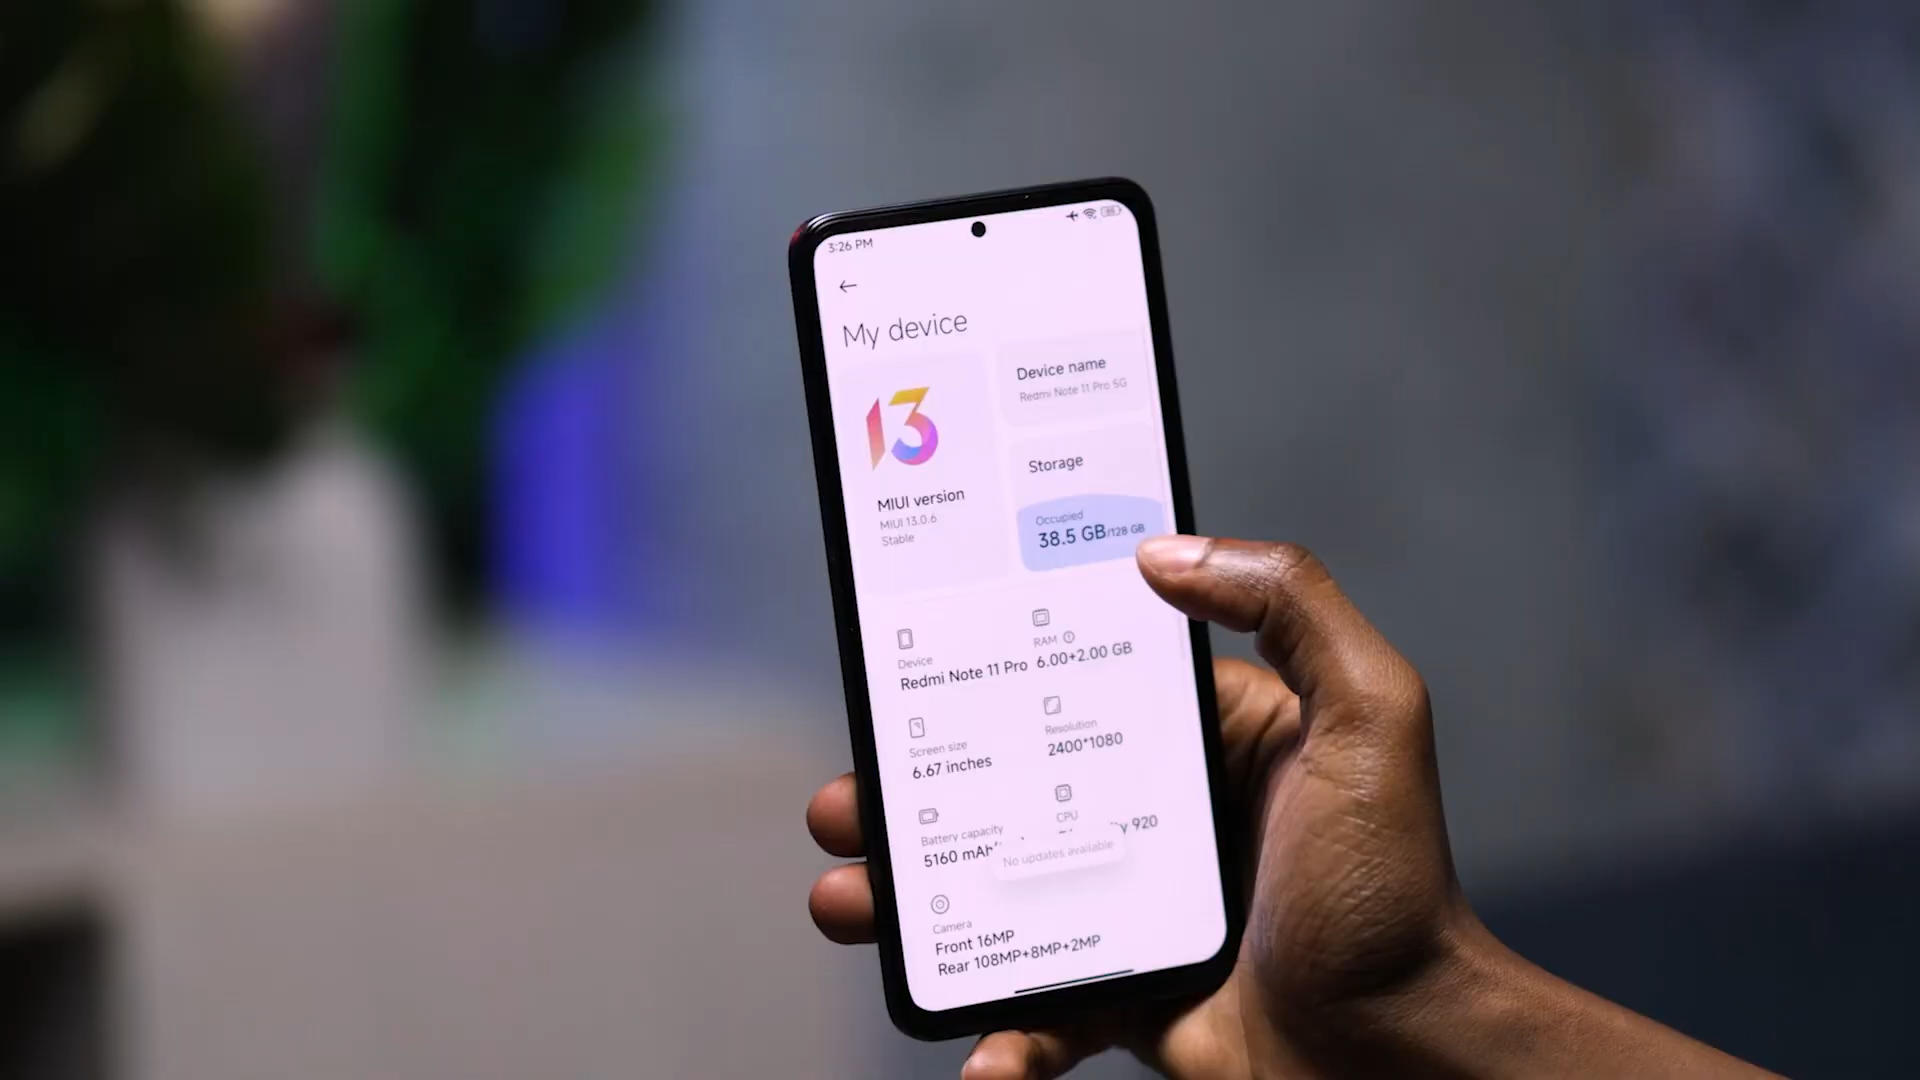 3:26 PM
My device
13
MIUI version
MIUI 13.0.6
Stable
Device name
Redmi Note 11 Pro 5G
Storage
Occupied
38.5 GB/128 GB
Device
Redmi Note 11 Pro
RAM
6.00+2.00 GB
Screen size
6.67 inches
Resolution
2400*1080
Battery capacity
5160 mAh
CPU
920
No updates available
Camera
Front 16MP
Rear 108MP+8MP+2MP